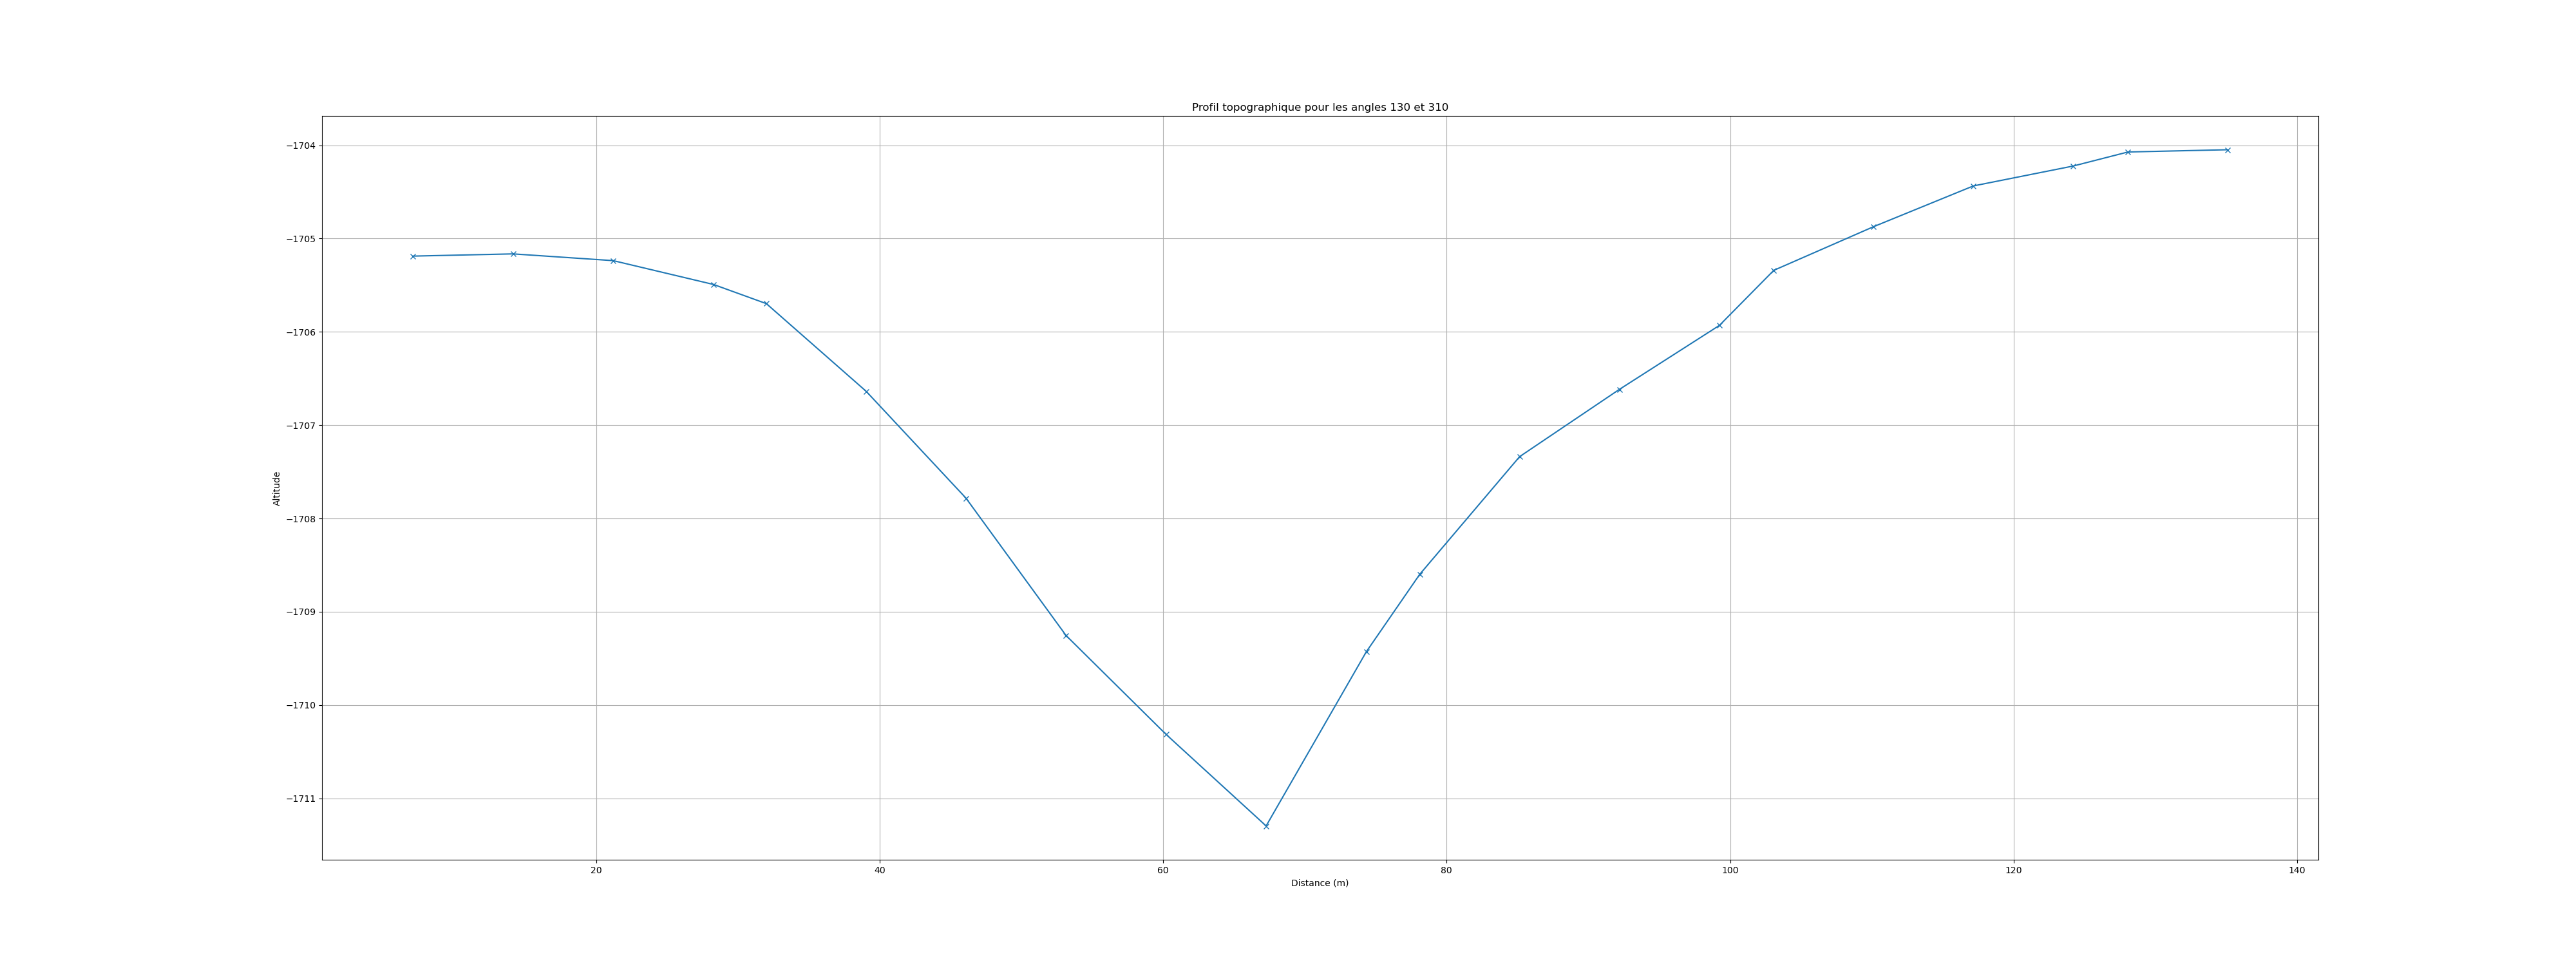 Profil topographique pour les angles 130 et 310
−1704
−1705
−1706
−1707
−1708
−1709
−1710
−1711
Altitude
20 40 60 80 100 120 140
Distance (m)